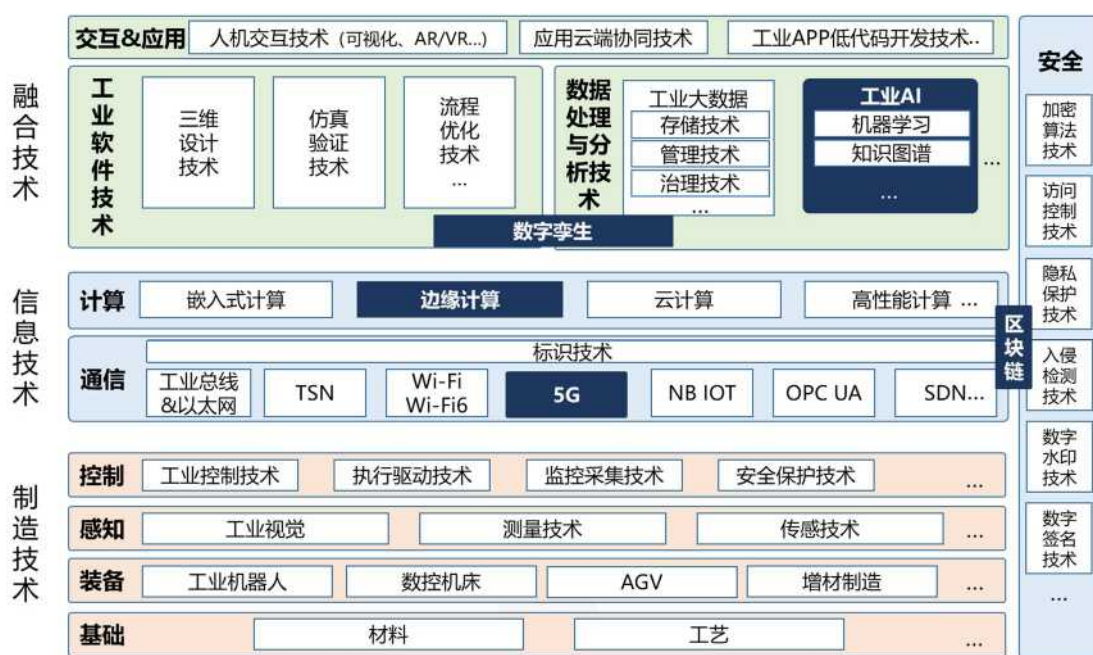 融合技术
交互&应用
人机交互技术 (可视化、AR/VR...)
应用云端协同技术
工业APP低代码开发技术..
工业软件技术
三维
设计
技术
仿真
验证
技术
流程
优化
技术
...
数据
处理
与分
析技
术
工业大数据
存储技术
管理技术
治理技术
...
工业AI
机器学习
知识图谱
...
...
数字孪生
信息技术
计算
嵌入式计算
边缘计算
云计算
高性能计算 ...
通信
标识技术
工业总线
&以太网
TSN
Wi-Fi
Wi-Fi6
5G
NB IOT
OPC UA
SDN...
区块链
制造技术
控制
工业控制技术
执行驱动技术
监控采集技术
安全保护技术
...
感知
工业视觉
测量技术
传感技术
...
装备
工业机器人
数控机床
AGV
增材制造
...
基础
材料
工艺
...
安全
加密
算法
技术
访问
控制
技术
隐私
保护
技术
入侵
检测
技术
数字
水印
技术
数字
签名
技术
...